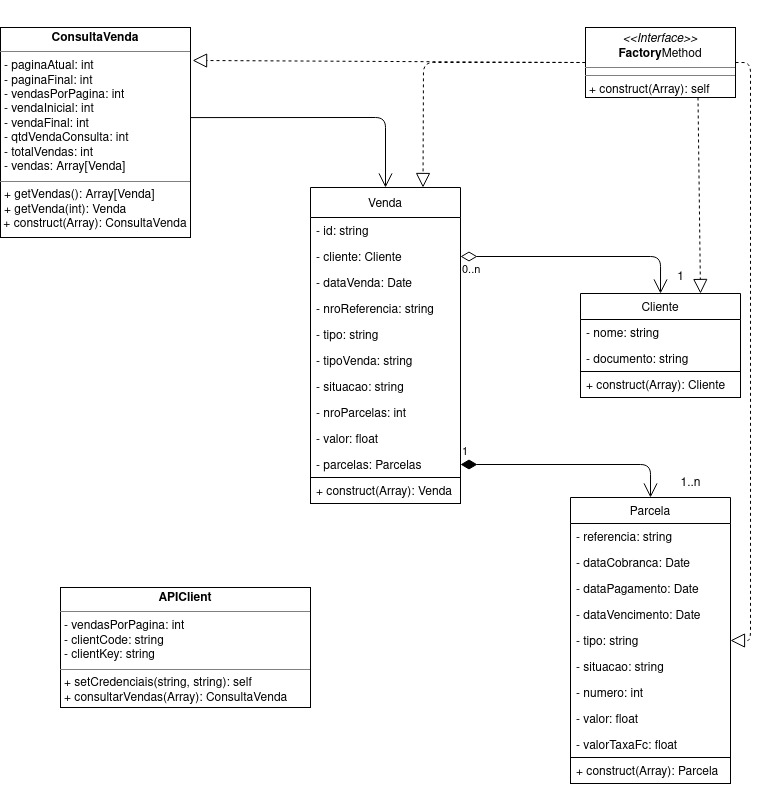 ConsultaVenda
- paginaAtual: int
- paginaFinal: int
- vendasPorPagina: int
- vendaInicial: int
- vendaFinal: int
- qtdVendaConsulta: int
- totalVendas: int
- vendas: Array[Venda]
+ getVendas(): Array[Venda]
+ getVenda(int): Venda
+ construct(Array): ConsultaVenda
<<Interface>>
FactoryMethod
+ construct(Array): self
Venda
- id: string
- cliente: Cliente
- dataVenda: Date
- nroReferencia: string
- tipo: string
- tipoVenda: string
- situacao: string
- nroParcelas: int
- valor: float
- parcelas: Parcelas
+ construct(Array): Venda
0..n
1
Cliente
- nome: string
- documento: string
+ construct(Array): Cliente
1
1..n
Parcela
- referencia: string
- dataCobranca: Date
- dataPagamento: Date
- dataVencimento: Date
- tipo: string
- situacao: string
- numero: int
- valor: float
- valorTaxaFc: float
+ construct(Array): Parcela
APIClient
- vendasPorPagina: int
- clientCode: string
- clientKey: string
+ setCredenciais(string, string): self
+ consultarVendas(Array): ConsultaVenda